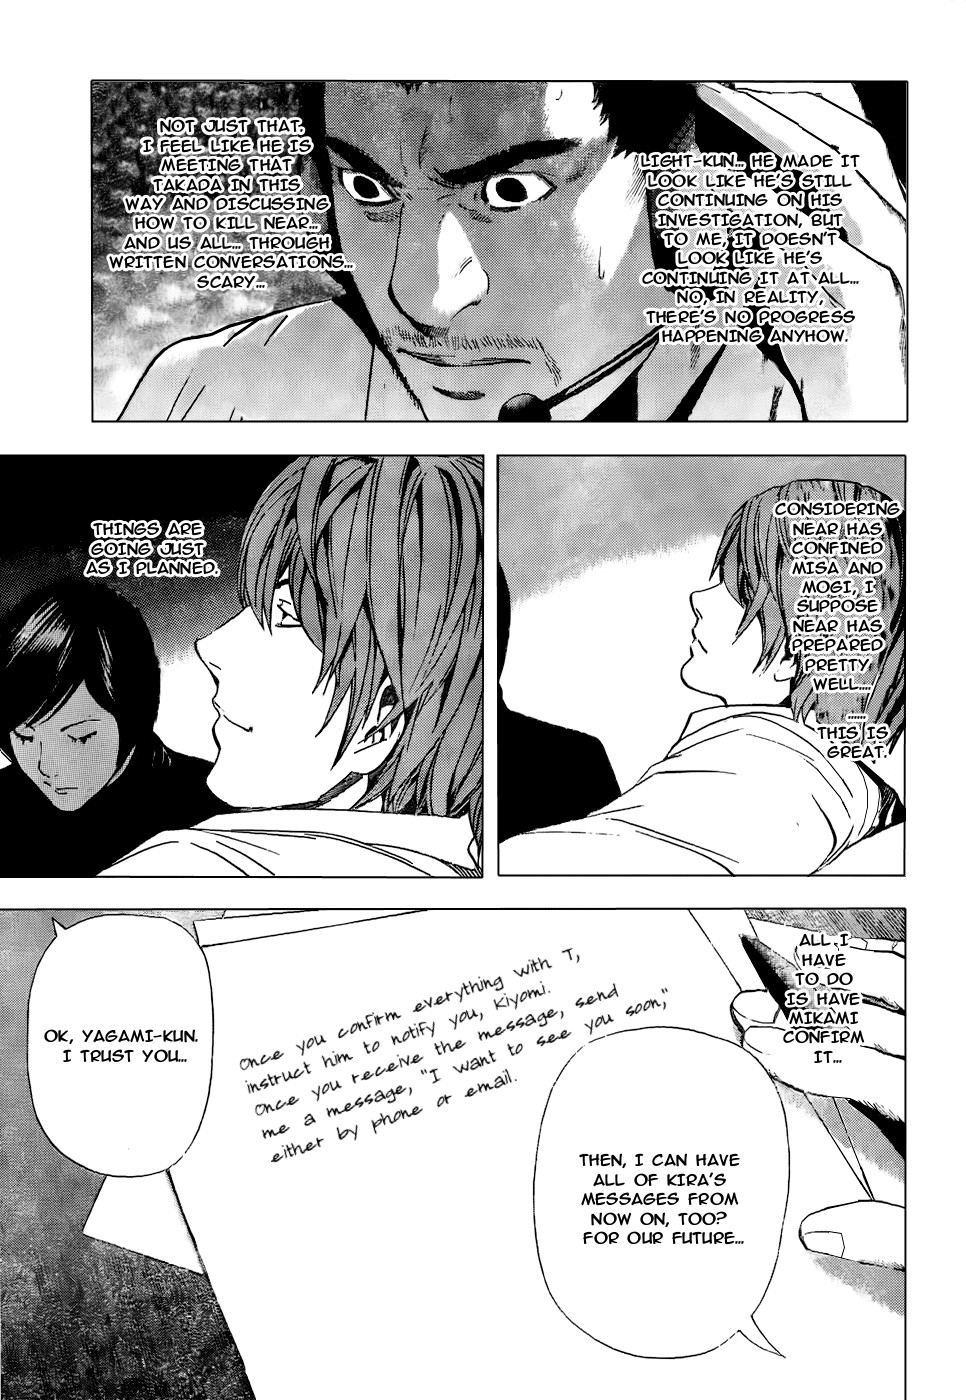 LIGHT-KUN... HE MADE IT
LOOK LIKE HE'S STILL
CONTINUING ON HIS
INVESTIGATION, BUT
TO ME, IT DOESN'T
LOOK LIKE HE'S
CONTINUING IT AT ALL...
NO, IN REALITY,
THERE'S NO PROGRESS
HAPPENING ANYHOW.
NOT JUST THAT.
I FEEL LIKE HE IS
MEETING THAT
TAKADA IN THIS
WAY AND DISCUSSING
HOW TO KILL NEAR...
AND US ALL... THROUGH
WRITTEN CONVERSATIONS...
SCARY...
CONSIDERING
NEAR HAS
CONFINED
MISA AND
MOGI, I
SUPPOSE
NEAR HAS
PREPARED
PRETTY
WELL....
......
THIS IS
GREAT.
THINGS ARE
GOING JUST
AS I PLANNED.
ALL I
HAVE
TO DO
IS HAVE
MIKAMI
CONFIRM
IT...
Once you confirm everything with T,
instruct him to notify you, Kiyomi.
Once you receive the message, send
me a message, "I want to see you soon,"
either by phone or email.
THEN, I CAN HAVE
ALL OF KIRA'S
MESSAGES FROM
NOW ON, TOO?
FOR OUR FUTURE...
OK, YAGAMI-KUN.
I TRUST YOU...